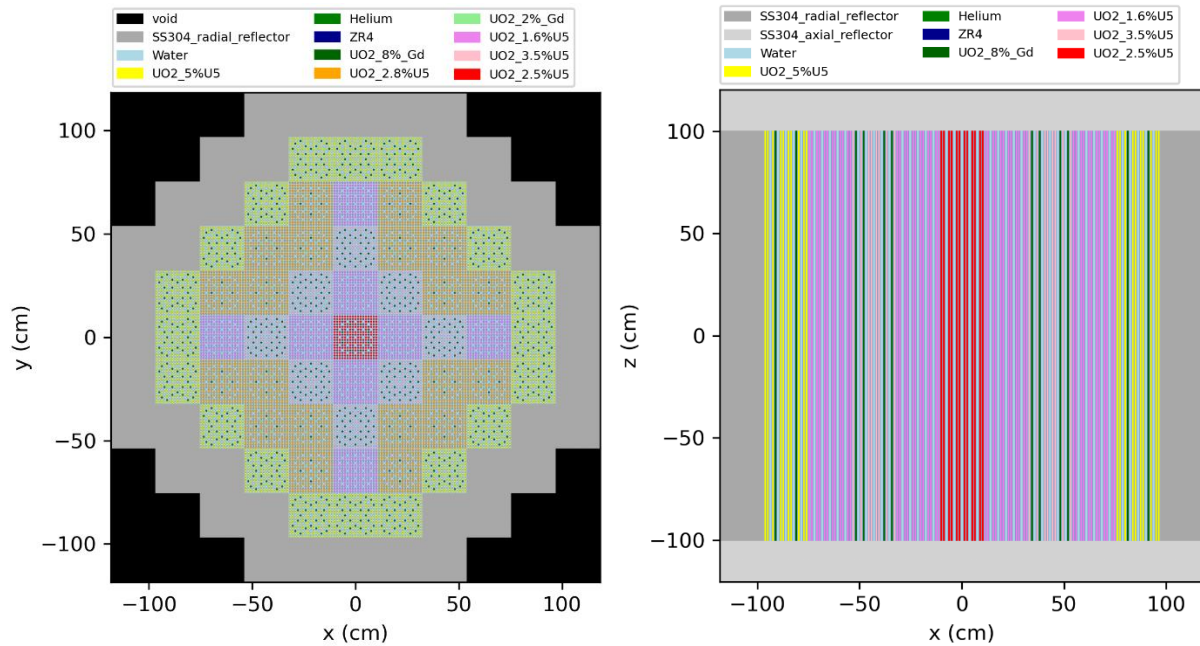 void Helium UO2_2%_Gd
SS304_radial_reflector ZR4 UO2_1.6%U5
Water UO2_8%_Gd UO2_3.5%U5
UO2_5%U5 UO2_2.8%U5 UO2_2.5%U5
100
50
0
−50
−100
y (cm)
−100 −50 0 50 100
x (cm)
SS304_radial_reflector Helium UO2_1.6%U5
SS304_axial_reflector ZR4 UO2_3.5%U5
Water UO2_8%_Gd UO2_2.5%U5
UO2_5%U5
100
50
0
−50
−100
z (cm)
−100 −50 0 50 100
x (cm)